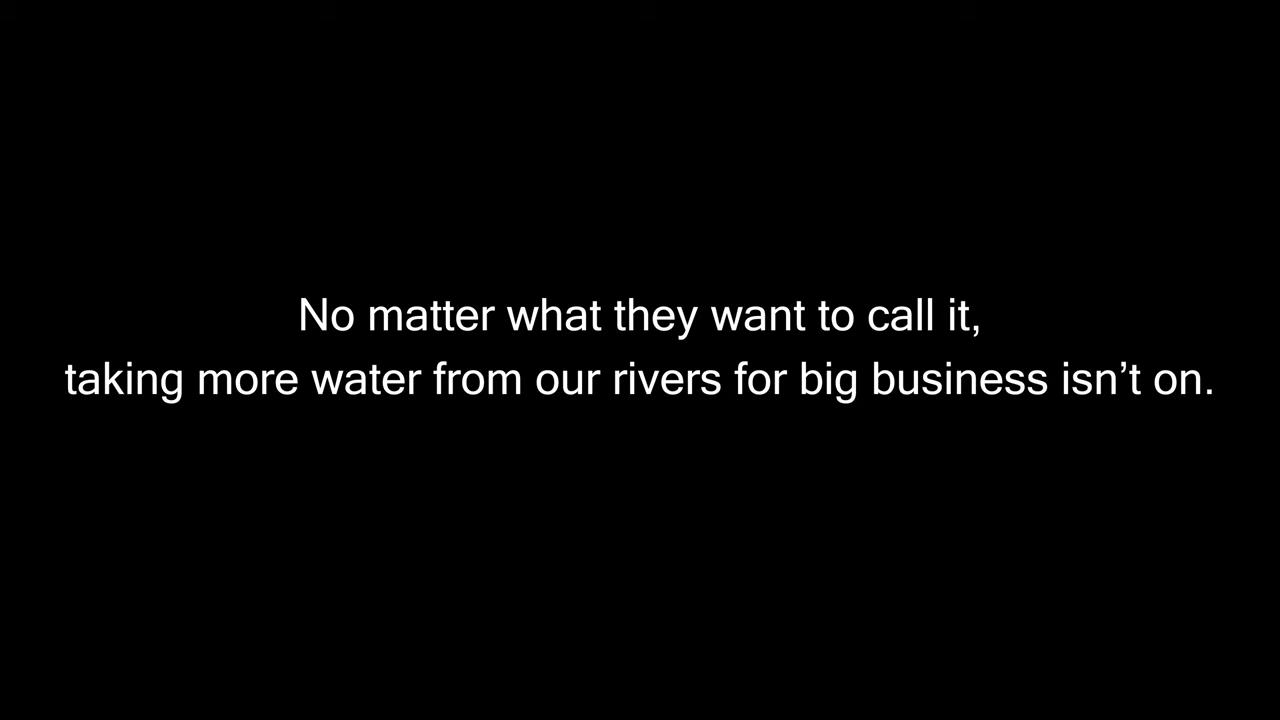 No matter what they want to call it,
taking more water from our rivers for big business isn’t on.